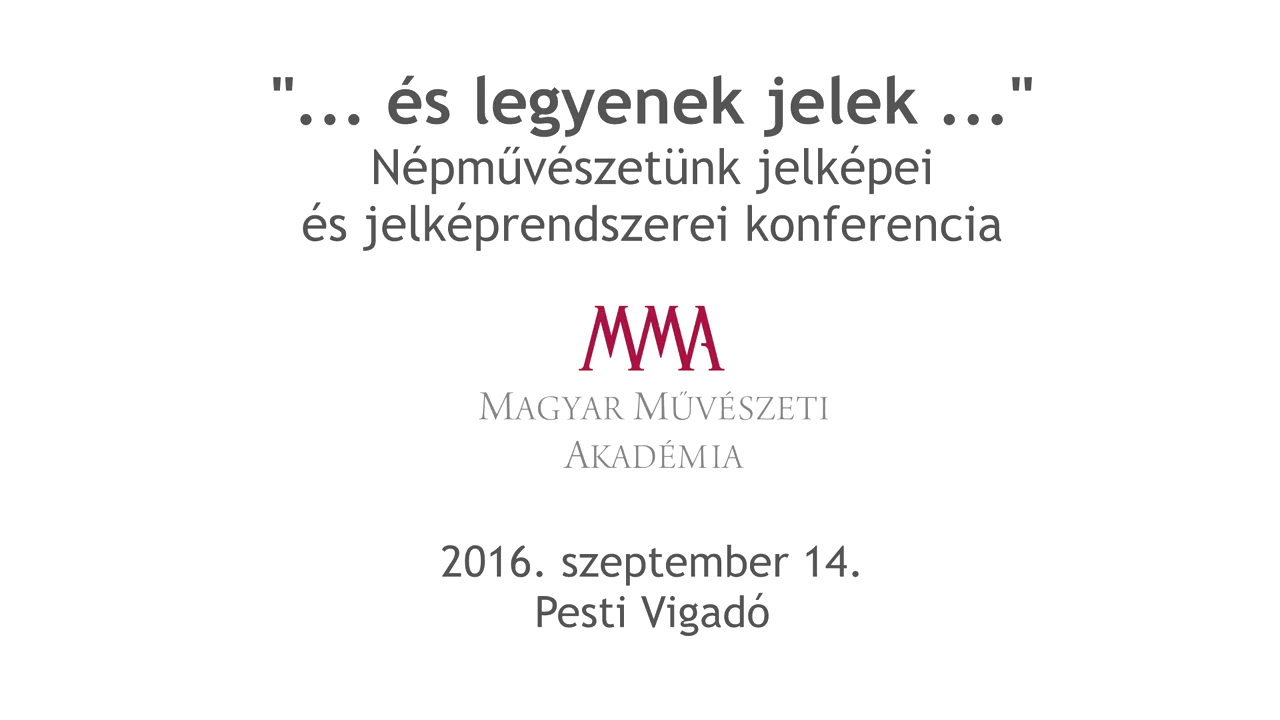 "... és legyenek jelek ..."
Népművészetünk jelképei
és jelképrendszerei konferencia
MMA
MAGYAR MŰVÉSZETI
AKADÉMIA
2016. szeptember 14.
Pesti Vigadó